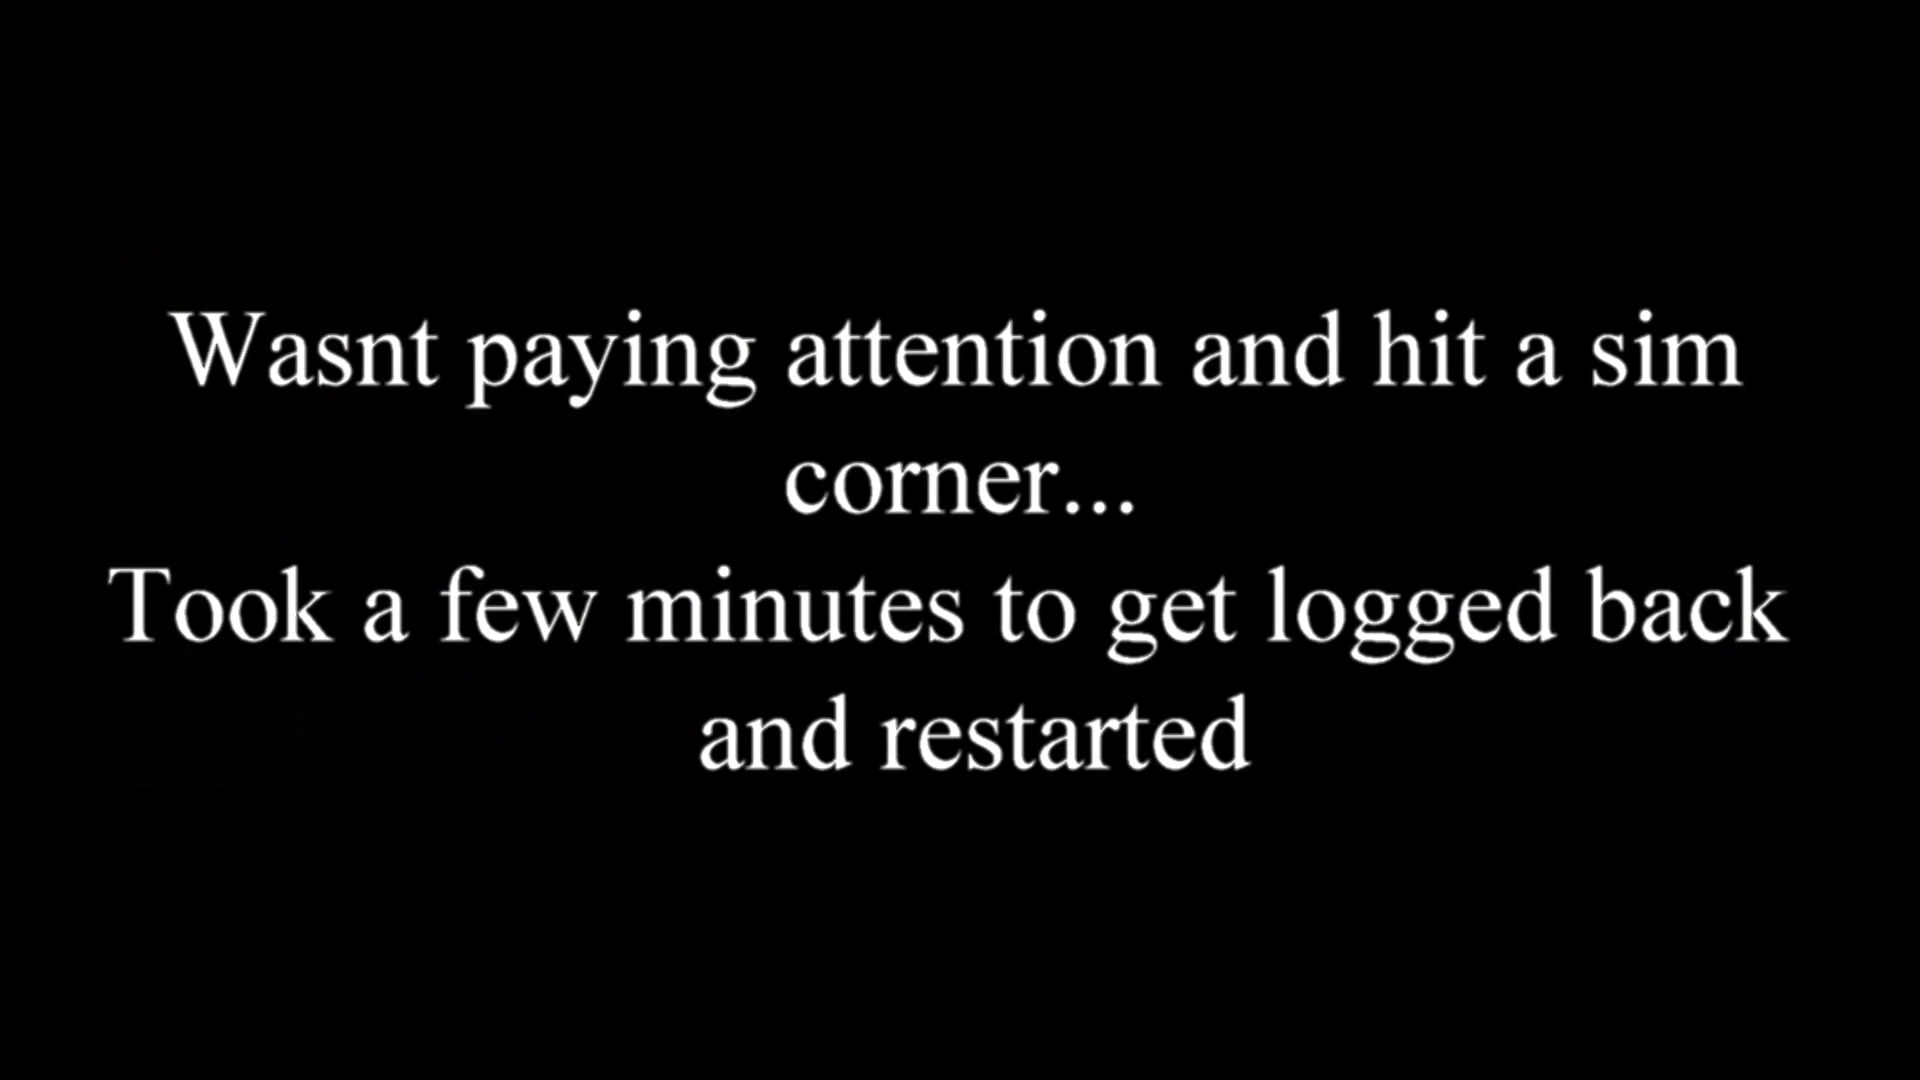 Wasnt paying attention and hit a sim
corner...
Took a few minutes to get logged back
and restarted